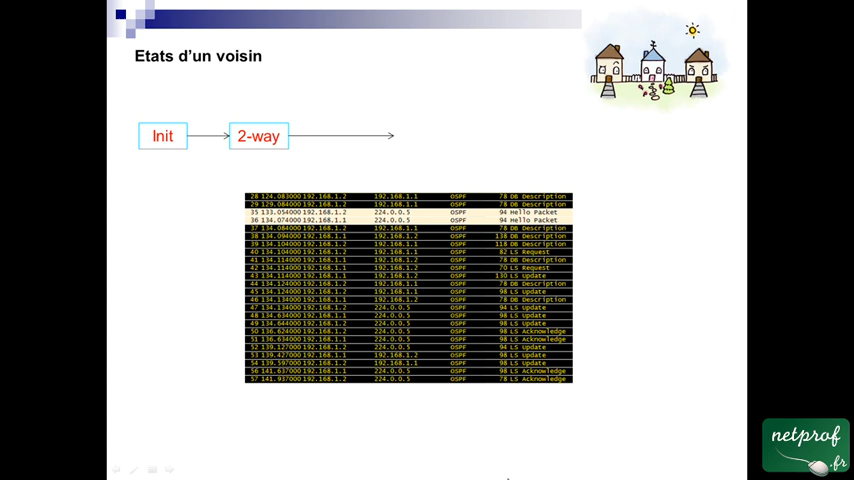 Etats d'un voisin
Init
2-way
28 124.083000 192.168.1.2 192.168.1.1 OSPF 78 DB Description
29 129.084000 192.168.1.2 192.168.1.1 OSPF 78 DB Description
35 133.054000 192.168.1.2 224.0.0.5 OSPF 94 Hello Packet
36 134.074000 192.168.1.1 224.0.0.5 OSPF 94 Hello Packet
37 134.084000 192.168.1.2 192.168.1.1 OSPF 78 DB Description
38 134.094000 192.168.1.1 192.168.1.2 OSPF 138 DB Description
39 134.104000 192.168.1.2 192.168.1.1 OSPF 118 DB Description
40 134.104000 192.168.1.2 192.168.1.1 OSPF 82 LS Request
41 134.114000 192.168.1.1 192.168.1.2 OSPF 78 DB Description
42 134.114000 192.168.1.1 192.168.1.2 OSPF 70 LS Request
43 134.114000 192.168.1.1 192.168.1.2 OSPF 130 LS Update
44 134.124000 192.168.1.2 192.168.1.1 OSPF 78 DB Description
45 134.124000 192.168.1.2 192.168.1.1 OSPF 98 LS Update
46 134.134000 192.168.1.1 192.168.1.2 OSPF 78 DB Description
47 134.134000 192.168.1.2 224.0.0.5 OSPF 94 LS Update
48 134.634000 192.168.1.1 224.0.0.5 OSPF 98 LS Update
49 134.644000 192.168.1.2 224.0.0.5 OSPF 98 LS Update
50 136.624000 192.168.1.2 224.0.0.5 OSPF 98 LS Acknowledge
51 136.634000 192.168.1.1 224.0.0.5 OSPF 98 LS Acknowledge
52 139.127000 192.168.1.2 224.0.0.5 OSPF 94 LS Update
53 139.427000 192.168.1.1 192.168.1.2 OSPF 98 LS Update
54 139.597000 192.168.1.2 192.168.1.1 OSPF 98 LS Update
56 141.637000 192.168.1.1 224.0.0.5 OSPF 98 LS Acknowledge
57 141.937000 192.168.1.2 224.0.0.5 OSPF 78 LS Acknowledge
netprof
.fr